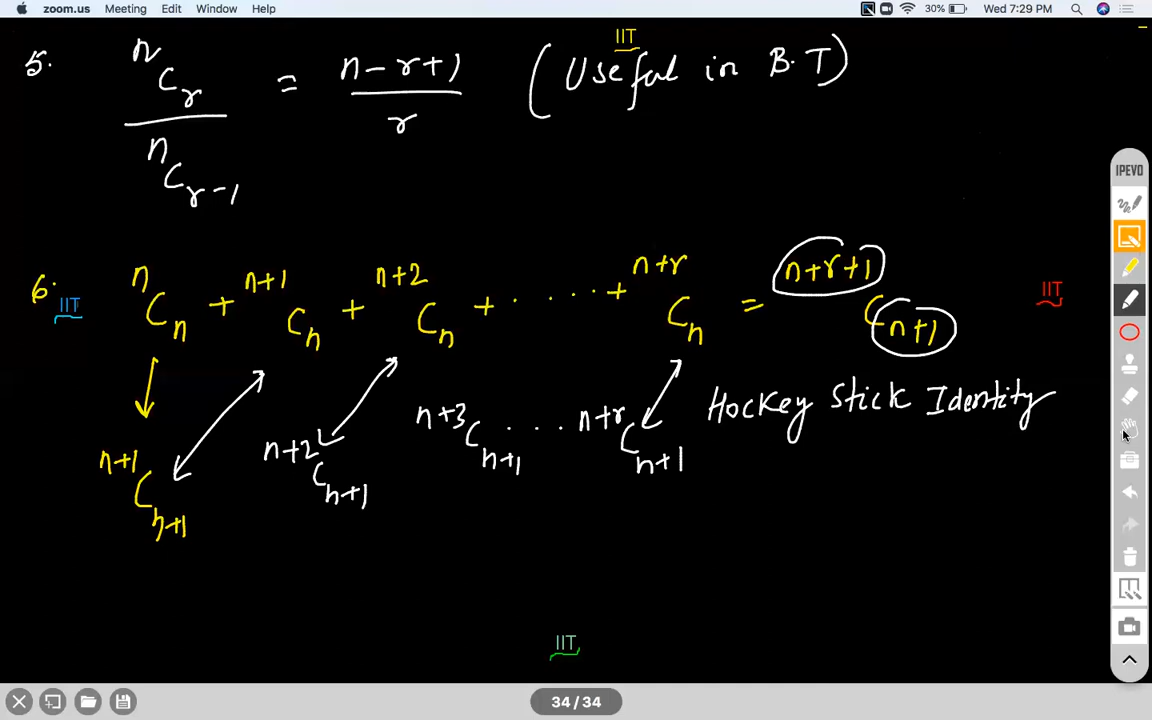 zoom.us Meeting Edit Window Help 30% Wed 7:29 PM
IIT
5. nCr / nCr-1 = n-r+1 / r (Useful in B.T)
6. nCn + n+1Cn + n+2Cn + ..... + n+rCn = n+r+1Cn+1
IIT
IIT
Hockey Stick Identity
n+1Cn+1 n+2Cn+1 n+3Cn+1 .... n+rCn+1
IIT
34 / 34
IPEVO